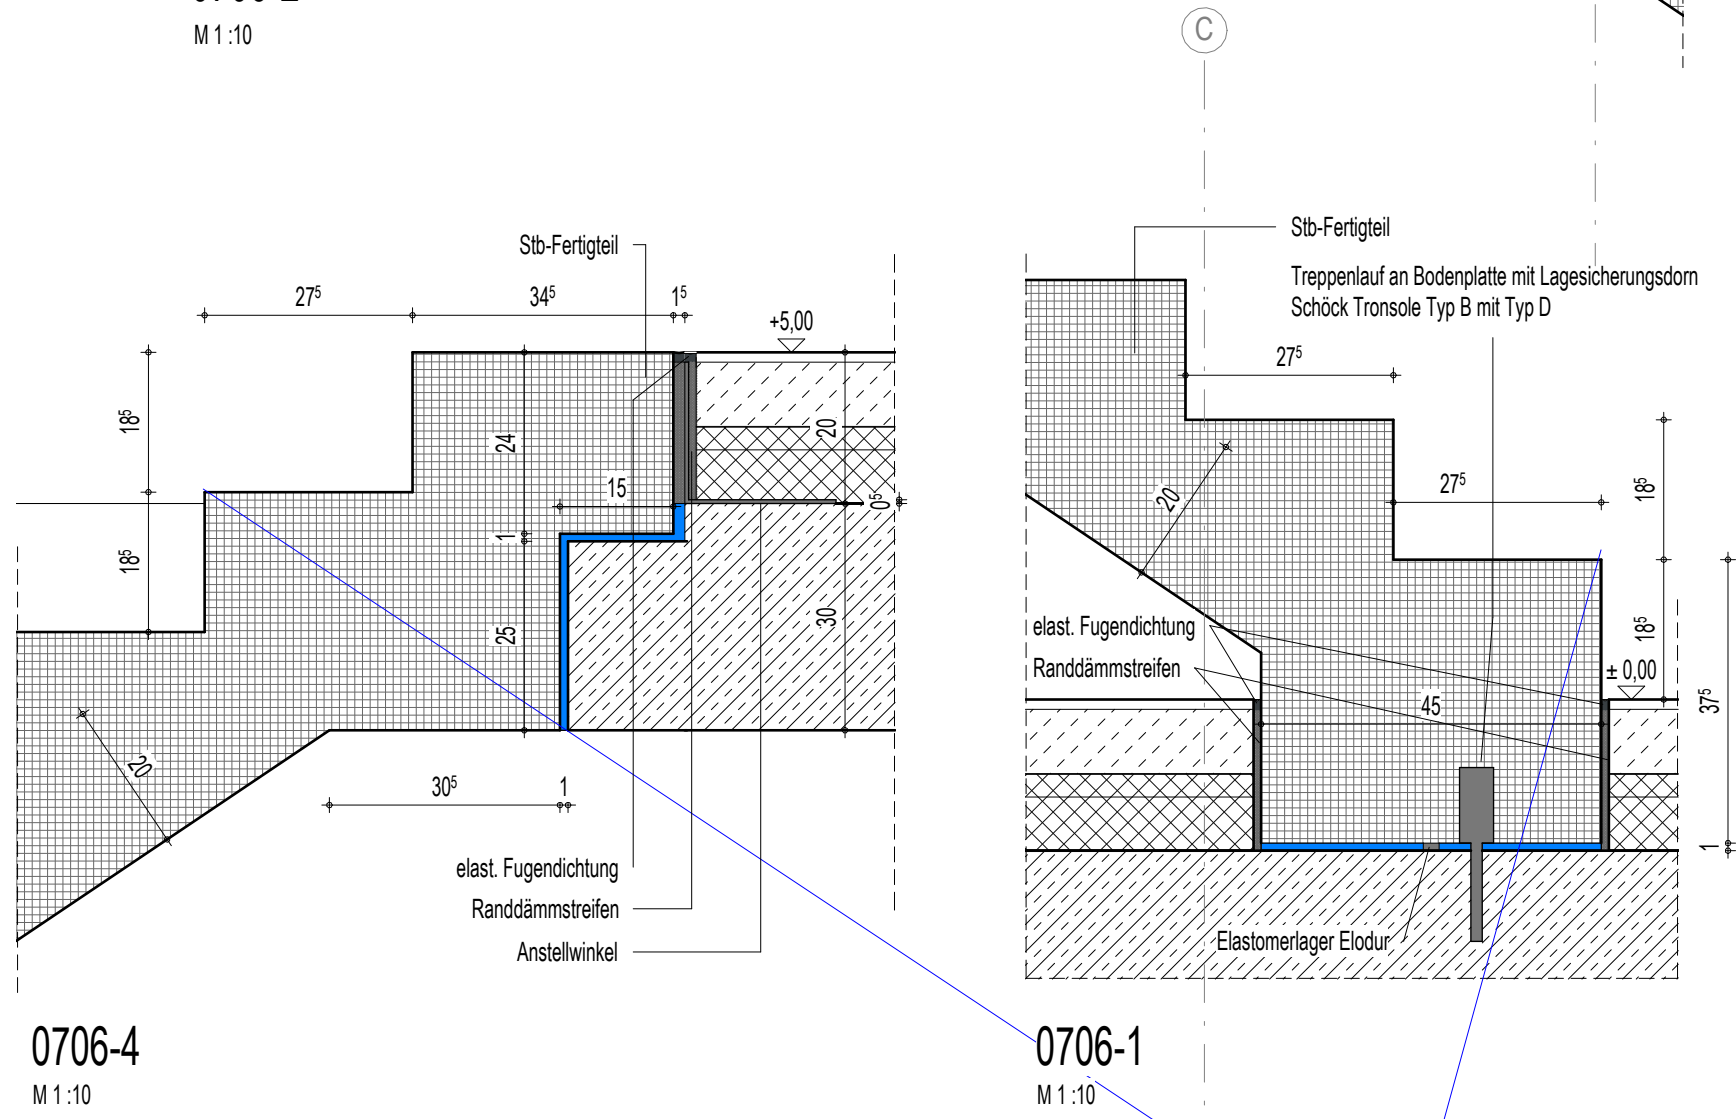 M 1 :10
C
Stb-Fertigteil
27⁵
34⁵
1⁵
+5,00
18⁵
18⁵
24
15
1
25
20
0⁵
30
20
30⁵
1
elast. Fugendichtung
Randdämmstreifen
Anstellwinkel
0706-4
M 1 :10
Stb-Fertigteil
Treppenlauf an Bodenplatte mit Lagesicherungsdorn
Schöck Tronsole Typ B mit Typ D
27⁵
20
27⁵
18⁵
18⁵
elast. Fugendichtung
Randdämmstreifen
± 0,00
45
37⁵
1
Elastomerlager Elodur
0706-1
M 1 :10